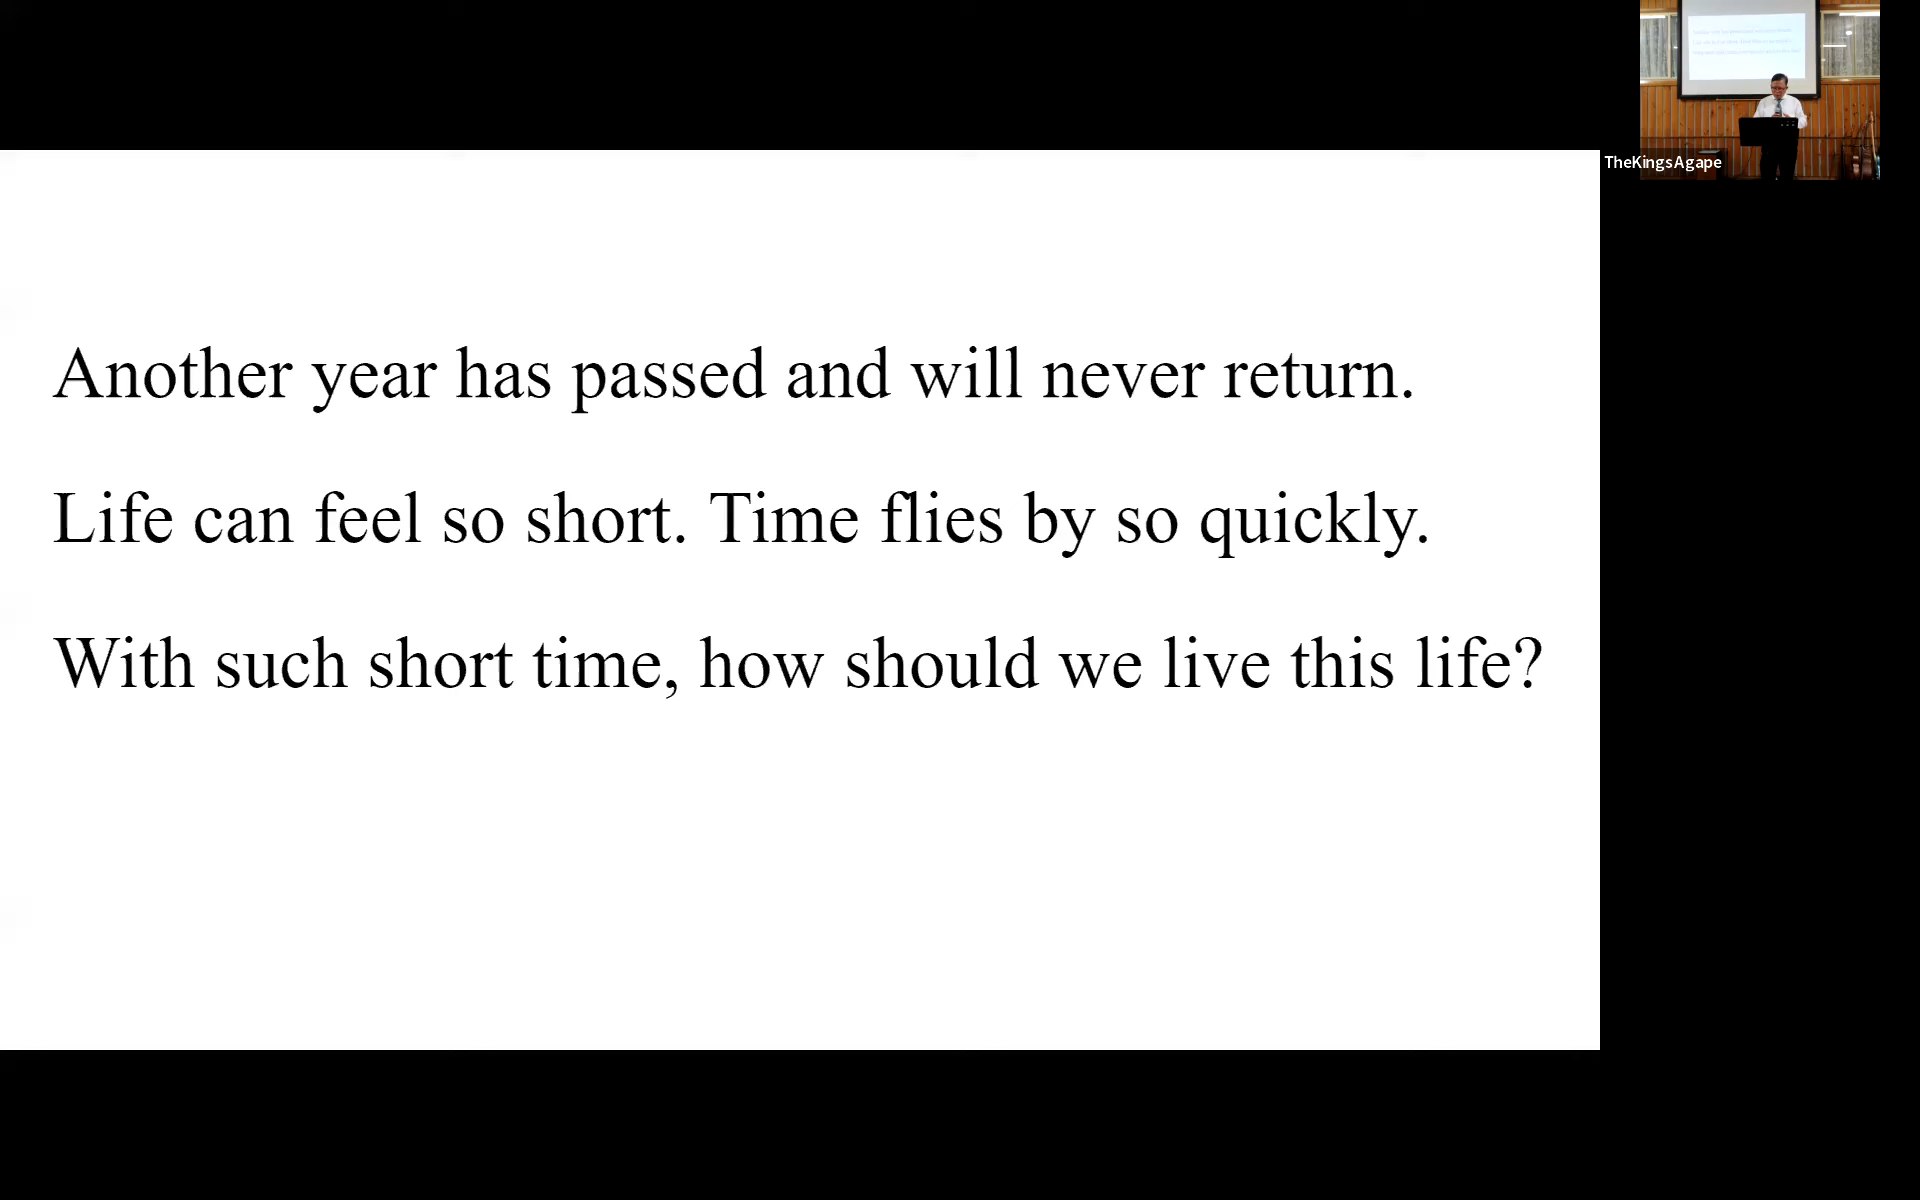 Another year has passed and will never return.
Life can feel so short. Time flies by so quickly.
With such short time, how should we live this life?
TheKingsAgape